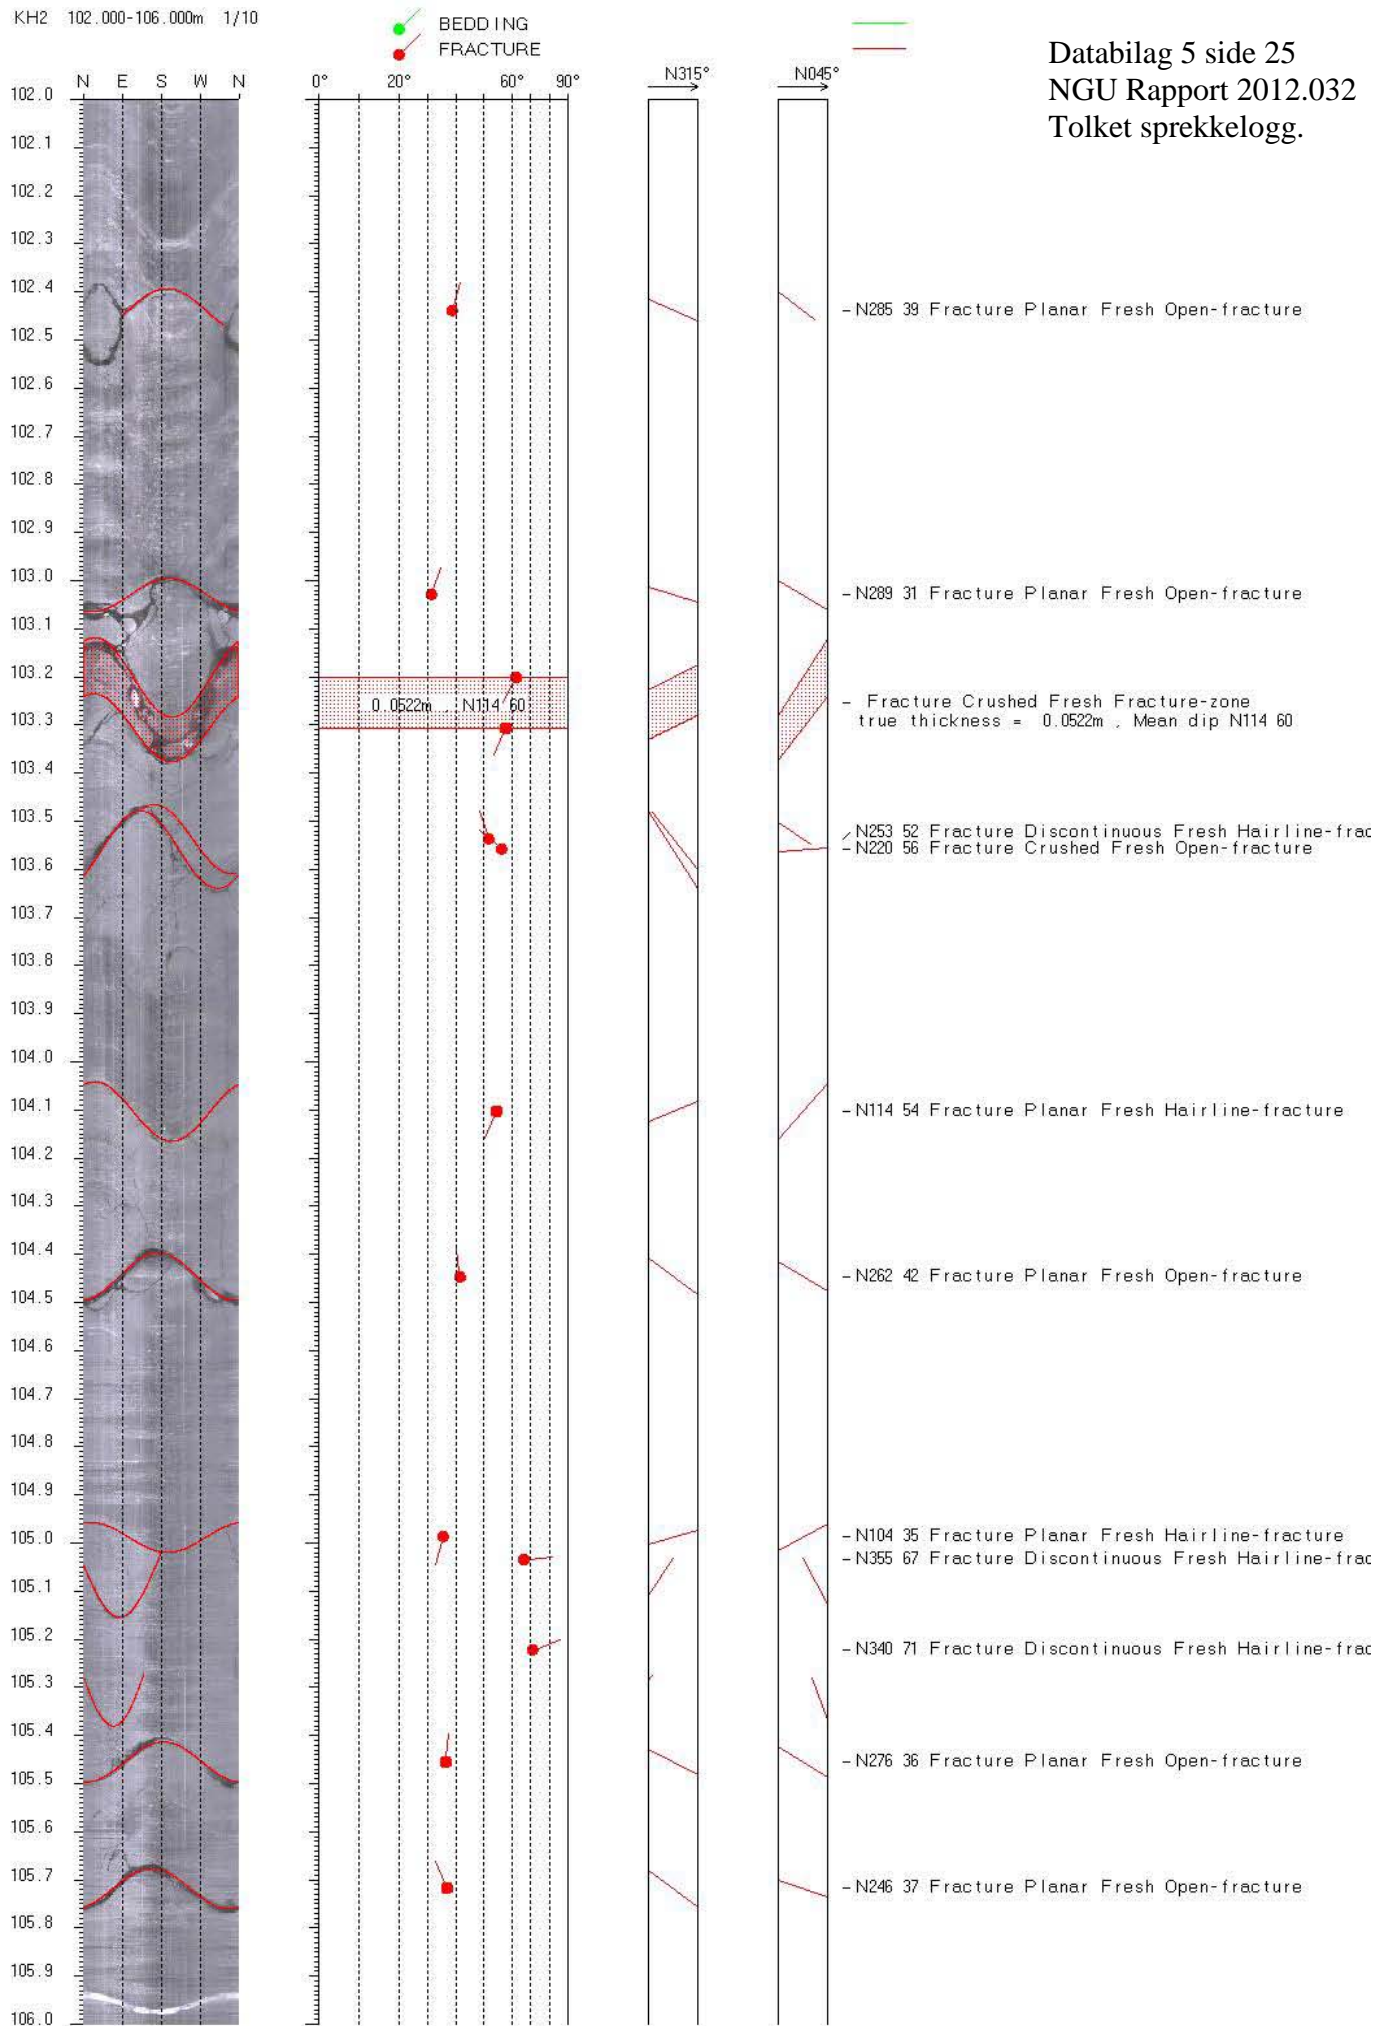 KH2 102.000-106.000m 1/10
BEDDING
FRACTURE
Databilag 5 side 25
NGU Rapport 2012.032
Tolket sprekkelogg.
N E S W N
0° 20° 60° 90°
N315°
N045°
102.0
102.1
102.2
102.3
102.4
-N285 39 Fracture Planar Fresh Open-fracture
102.5
102.6
102.7
102.8
102.9
103.0
-N289 31 Fracture Planar Fresh Open-fracture
103.1
103.2
0.0522m , N114 60
- Fracture Crushed Fresh Fracture-zone
true thickness = 0.0522m , Mean dip N114 60
103.3
103.4
103.5
N253 52 Fracture Discontinuous Fresh Hairline-frac
-N220 56 Fracture Crushed Fresh Open-fracture
103.6
103.7
103.8
103.9
104.0
104.1
-N114 54 Fracture Planar Fresh Hairline-fracture
104.2
104.3
104.4
-N262 42 Fracture Planar Fresh Open-fracture
104.5
104.6
104.7
104.8
104.9
105.0
-N104 35 Fracture Planar Fresh Hairline-fracture
-N355 67 Fracture Discontinuous Fresh Hairline-frac
105.1
105.2
-N340 71 Fracture Discontinuous Fresh Hairline-frac
105.3
105.4
-N276 36 Fracture Planar Fresh Open-fracture
105.5
105.6
105.7
-N246 37 Fracture Planar Fresh Open-fracture
105.8
105.9
106.0